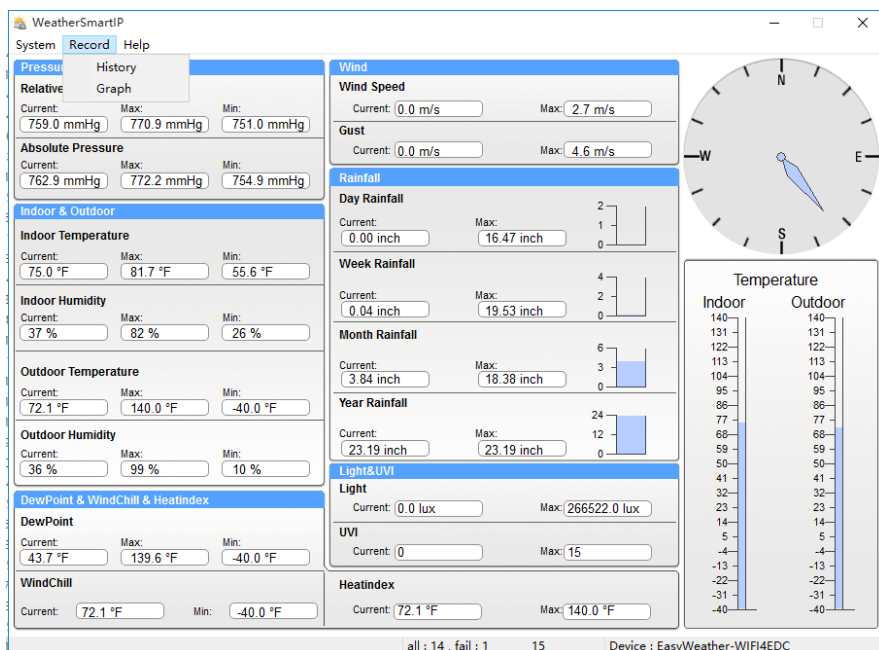 WeatherSmartIP
System Record Help
History
Graph
Pressu
Relative
Current: Max: Min:
759.0 mmHg 770.9 mmHg 751.0 mmHg
Absolute Pressure
Current: Max: Min:
762.9 mmHg 772.2 mmHg 754.9 mmHg
Indoor & Outdoor
Indoor Temperature
Current: Max: Min:
75.0 °F 81.7 °F 55.6 °F
Indoor Humidity
Current: Max: Min:
37 % 82 % 26 %
Outdoor Temperature
Current: Max: Min:
72.1 °F 140.0 °F -40.0 °F
Outdoor Humidity
Current: Max: Min:
36 % 99 % 10 %
DewPoint & WindChill & Heatindex
DewPoint
Current: Max: Min:
43.7 °F 139.6 °F -40.0 °F
WindChill
Current: 72.1 °F Min: -40.0 °F
Wind
Wind Speed
Current: 0.0 m/s Max: 2.7 m/s
Gust
Current: 0.0 m/s Max: 4.6 m/s
Rainfall
Day Rainfall
Current: Max:
0.00 inch 16.47 inch
2
1
0
Week Rainfall
Current: Max:
0.04 inch 19.53 inch
4
2
0
Month Rainfall
Current: Max:
3.84 inch 18.38 inch
6
3
0
Year Rainfall
Current: Max:
23.19 inch 23.19 inch
24
12
0
Light&UVI
Light
Current: 0.0 lux Max: 266522.0 lux
UVI
Current: 0 Max: 15
Heatindex
Current: 72.1 °F Max: 140.0 °F
N
W E
S
Temperature
Indoor Outdoor
140 140
131 131
122 122
113 113
104 104
95 95
86 86
77 77
68 68
59 59
50 50
41 41
32 32
23 23
14 14
5 5
-4 -4
-13 -13
-22 -22
-31 -31
-40 -40
all : 14 , fail : 1 15 Device : EasyWeather-WIFI4EDC